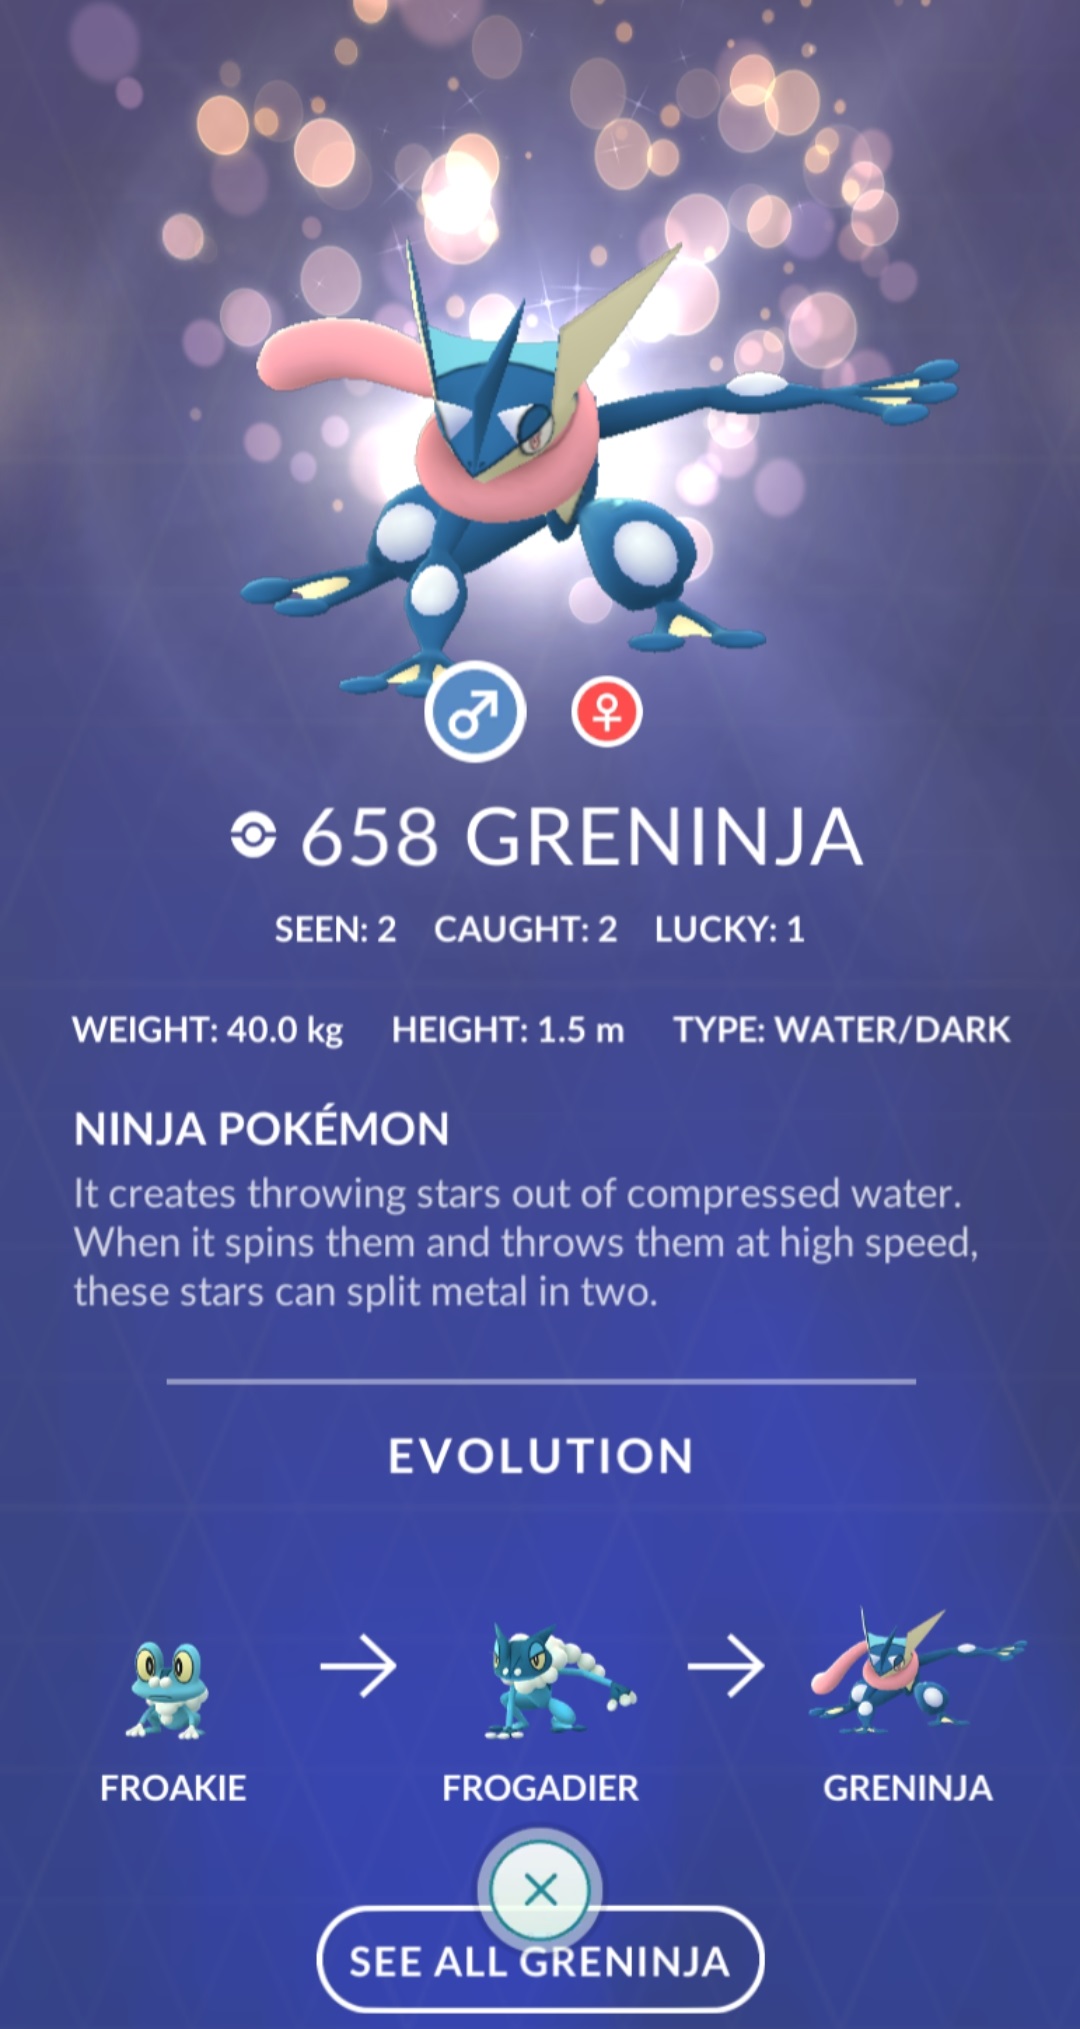 658 GRENINJA
SEEN: 2 CAUGHT: 2 LUCKY: 1
WEIGHT: 40.0 kg HEIGHT: 1.5 m TYPE: WATER/DARK
NINJA POKÉMON
It creates throwing stars out of compressed water.
When it spins them and throws them at high speed,
these stars can split metal in two.
EVOLUTION
FROAKIE FROGADIER GRENINJA
SEE ALL GRENINJA